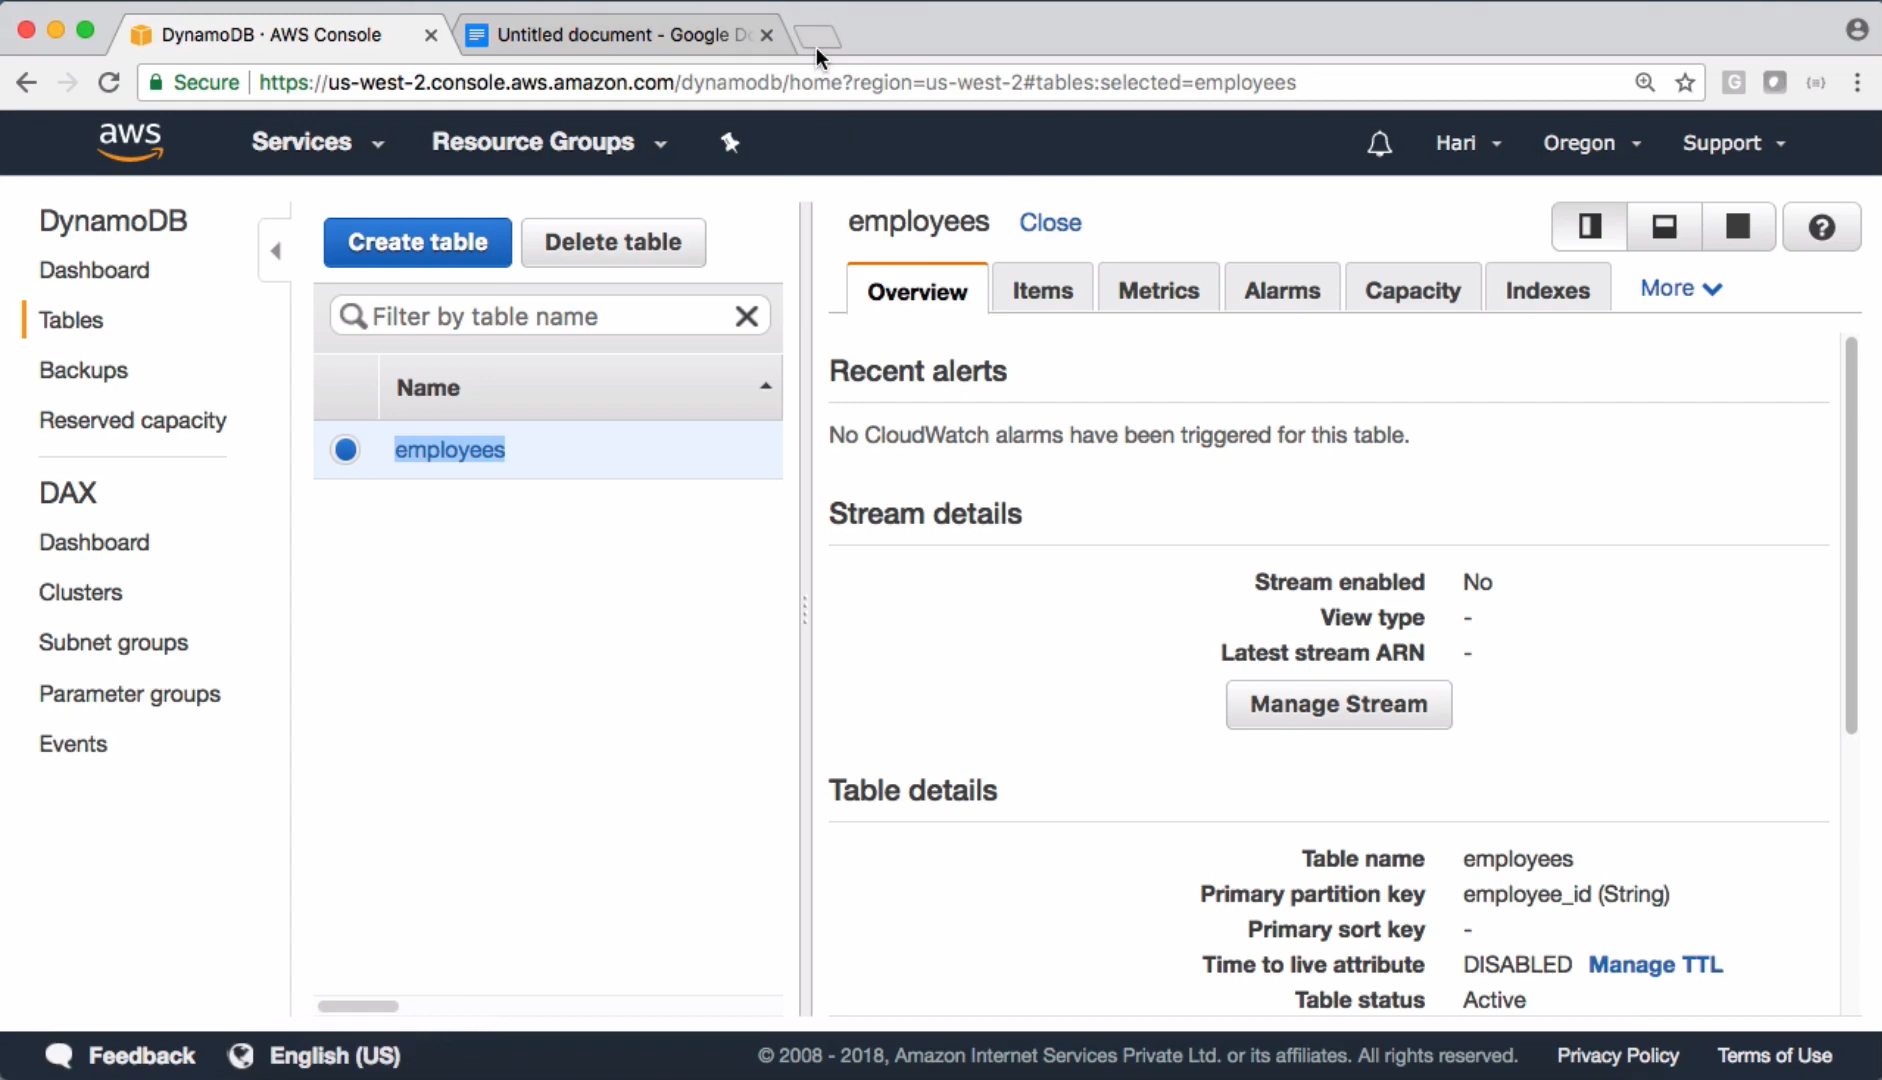 DynamoDB · AWS Console
Untitled document - Google Do
Secure
https://us-west-2.console.aws.amazon.com/dynamodb/home?region=us-west-2#tables:selected=employees
G
aws
Services
Resource Groups
Hari
Oregon
Support
DynamoDB
Dashboard
Tables
Backups
Reserved capacity
DAX
Dashboard
Clusters
Subnet groups
Parameter groups
Events
Create table
Delete table
Filter by table name
Name
employees
employees
Close
?
Overview
Items
Metrics
Alarms
Capacity
Indexes
More
Recent alerts
No CloudWatch alarms have been triggered for this table.
Stream details
Stream enabled No
View type -
Latest stream ARN -
Manage Stream
Table details
Table name employees
Primary partition key employee_id (String)
Primary sort key -
Time to live attribute DISABLED Manage TTL
Table status Active
Feedback
English (US)
© 2008 - 2018, Amazon Internet Services Private Ltd. or its affiliates. All rights reserved.
Privacy Policy
Terms of Use